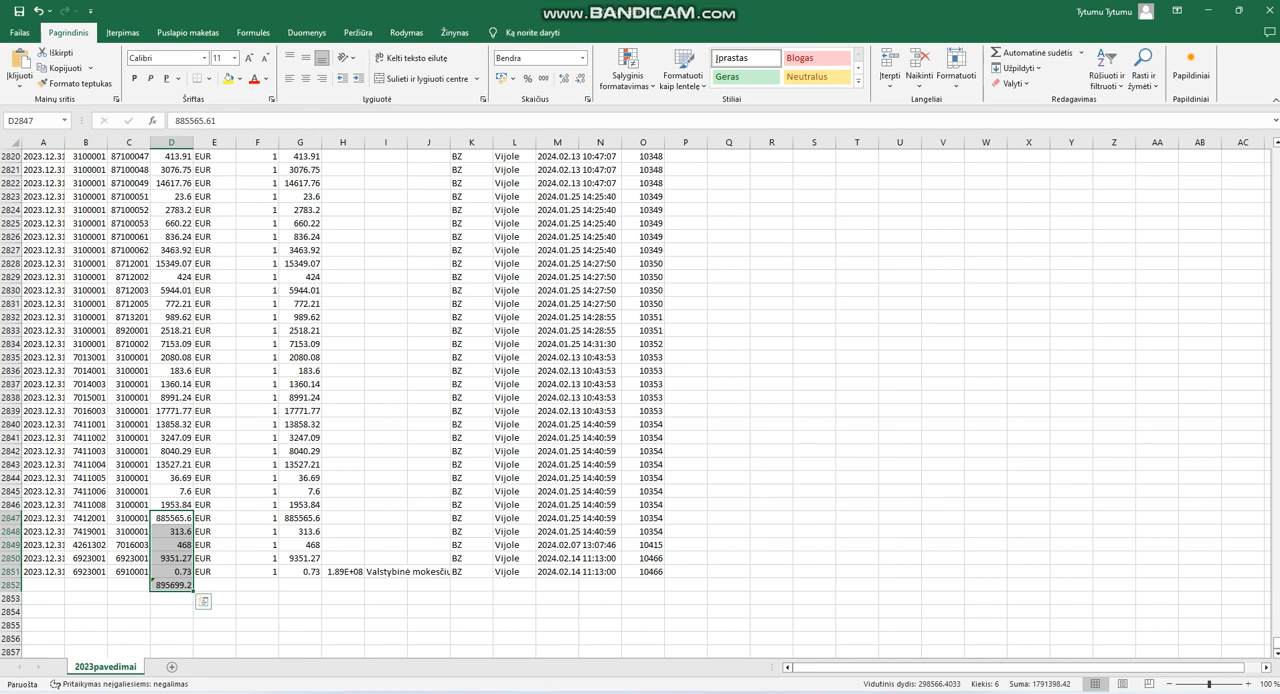 www.BANDICAM.com
Tytumu Tytumu
Failas Pagrindinis Įterpimas Puslapio maketas Formulės Duomenys Peržiūra Rodymas Žinynas Ką norite daryti
Įklijuoti
Iškirpti
Kopijuoti
Formato teptukas
Mainų sritis
Calibri 11
P P P
Šriftas
Kelti teksto eilutę
Sulieti ir lygiuoti centre
Lygiuotė
Bendra
% 000
Skaičius
Sąlyginis formatavimas
Formatuoti kaip lentelę
Įprastas Blogas
Geras Neutralus
Stiliai
Įterpti Naikinti Formatuoti
Langeliai
Automatinė sudėtis
Užpildyti
Valyti
Rūšiuoti ir filtruoti
Rasti ir žymėti
Redagavimas
Papildiniai
Papildiniai
D2847 fx 885565.61
A B C D E F G H I J K L M N O P Q R S T U V W X Y Z AA AB AC
2820 2023.12.31 3100001 87100047 413.91 EUR 1 413.91 BZ Vijole 2024.02.13 10:47:07 10348
2821 2023.12.31 3100001 87100048 3076.75 EUR 1 3076.75 BZ Vijole 2024.02.13 10:47:07 10348
2822 2023.12.31 3100001 87100049 14617.76 EUR 1 14617.76 BZ Vijole 2024.02.13 10:47:07 10348
2823 2023.12.31 3100001 87100051 23.6 EUR 1 23.6 BZ Vijole 2024.01.25 14:25:40 10349
2824 2023.12.31 3100001 87100052 2783.2 EUR 1 2783.2 BZ Vijole 2024.01.25 14:25:40 10349
2825 2023.12.31 3100001 87100053 660.22 EUR 1 660.22 BZ Vijole 2024.01.25 14:25:40 10349
2826 2023.12.31 3100001 87100061 836.24 EUR 1 836.24 BZ Vijole 2024.01.25 14:25:40 10349
2827 2023.12.31 3100001 87100062 3463.92 EUR 1 3463.92 BZ Vijole 2024.01.25 14:25:40 10349
2828 2023.12.31 3100001 8712001 15349.07 EUR 1 15349.07 BZ Vijole 2024.01.25 14:27:50 10350
2829 2023.12.31 3100001 8712002 424 EUR 1 424 BZ Vijole 2024.01.25 14:27:50 10350
2830 2023.12.31 3100001 8712003 5944.01 EUR 1 5944.01 BZ Vijole 2024.01.25 14:27:50 10350
2831 2023.12.31 3100001 8712005 772.21 EUR 1 772.21 BZ Vijole 2024.01.25 14:27:50 10350
2832 2023.12.31 3100001 8713201 989.62 EUR 1 989.62 BZ Vijole 2024.01.25 14:28:55 10351
2833 2023.12.31 3100001 8920001 2518.21 EUR 1 2518.21 BZ Vijole 2024.01.25 14:28:55 10351
2834 2023.12.31 3100001 8710002 7153.09 EUR 1 7153.09 BZ Vijole 2024.01.25 14:31:30 10352
2835 2023.12.31 7013001 3100001 2080.08 EUR 1 2080.08 BZ Vijole 2024.02.13 10:43:53 10353
2836 2023.12.31 7014001 3100001 183.6 EUR 1 183.6 BZ Vijole 2024.02.13 10:43:53 10353
2837 2023.12.31 7014003 3100001 1360.14 EUR 1 1360.14 BZ Vijole 2024.02.13 10:43:53 10353
2838 2023.12.31 7015001 3100001 8991.24 EUR 1 8991.24 BZ Vijole 2024.02.13 10:43:53 10353
2839 2023.12.31 7016003 3100001 17771.77 EUR 1 17771.77 BZ Vijole 2024.02.13 10:43:53 10353
2840 2023.12.31 7411001 3100001 13858.32 EUR 1 13858.32 BZ Vijole 2024.01.25 14:40:59 10354
2841 2023.12.31 7411002 3100001 3247.09 EUR 1 3247.09 BZ Vijole 2024.01.25 14:40:59 10354
2842 2023.12.31 7411003 3100001 8040.29 EUR 1 8040.29 BZ Vijole 2024.01.25 14:40:59 10354
2843 2023.12.31 7411004 3100001 13527.21 EUR 1 13527.21 BZ Vijole 2024.01.25 14:40:59 10354
2844 2023.12.31 7411005 3100001 36.69 EUR 1 36.69 BZ Vijole 2024.01.25 14:40:59 10354
2845 2023.12.31 7411006 3100001 7.6 EUR 1 7.6 BZ Vijole 2024.01.25 14:40:59 10354
2846 2023.12.31 7411008 3100001 1953.84 EUR 1 1953.84 BZ Vijole 2024.01.25 14:40:59 10354
2847 2023.12.31 7412001 3100001 885565.6 EUR 1 885565.6 BZ Vijole 2024.01.25 14:40:59 10354
2848 2023.12.31 7419001 3100001 313.6 EUR 1 313.6 BZ Vijole 2024.01.25 14:40:59 10354
2849 2023.12.31 4261302 7016003 468 EUR 1 468 BZ Vijole 2024.02.07 13:07:46 10415
2850 2023.12.31 6923001 6923001 9351.27 EUR 1 9351.27 BZ Vijole 2024.02.14 11:13:00 10466
2851 2023.12.31 6923001 6910001 0.73 EUR 1 0.73 1.89E+08 Valstybinė mokesčių BZ Vijole 2024.02.14 11:13:00 10466
2852 895699.2
2853
2854
2855
2856
2857
2023pavedimai
Paruošta Pritaikymas neįgaliesiems: negalimas Vidutinis dydis: 298566.4033 Kiekis: 6 Suma: 1791398.42 100 %